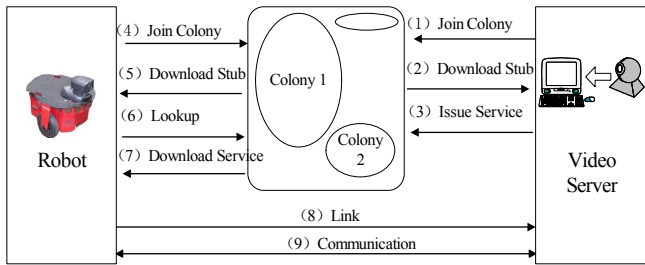 （4）Join Colony
（5）Download Stub
（6）Lookup
（7）Download Service
Robot
Colony 1
Colony
2
（1）Join Colony
（2）Download Stub
（3）Issue Service
Video
Server
（8）Link
（9）Communication